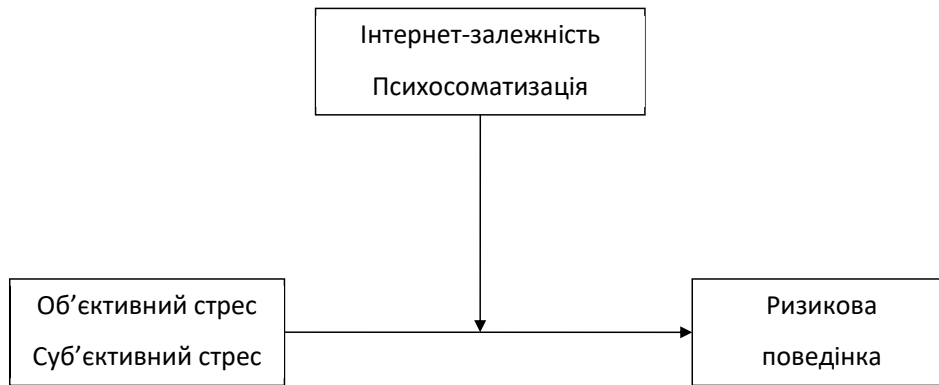 Інтернет-залежність
Психосоматизація
Об’єктивний стрес
Суб’єктивний стрес
Ризикова
поведінка